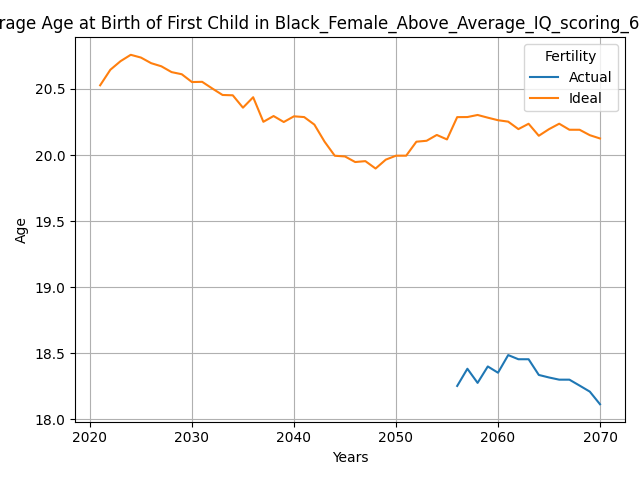 rage Age at Birth of First Child in Black_Female_Above_Average_IQ_scoring_6
Fertility
Actual
Ideal
20.5
20.0
19.5
19.0
18.5
18.0
Age
2020 2030 2040 2050 2060 2070
Years